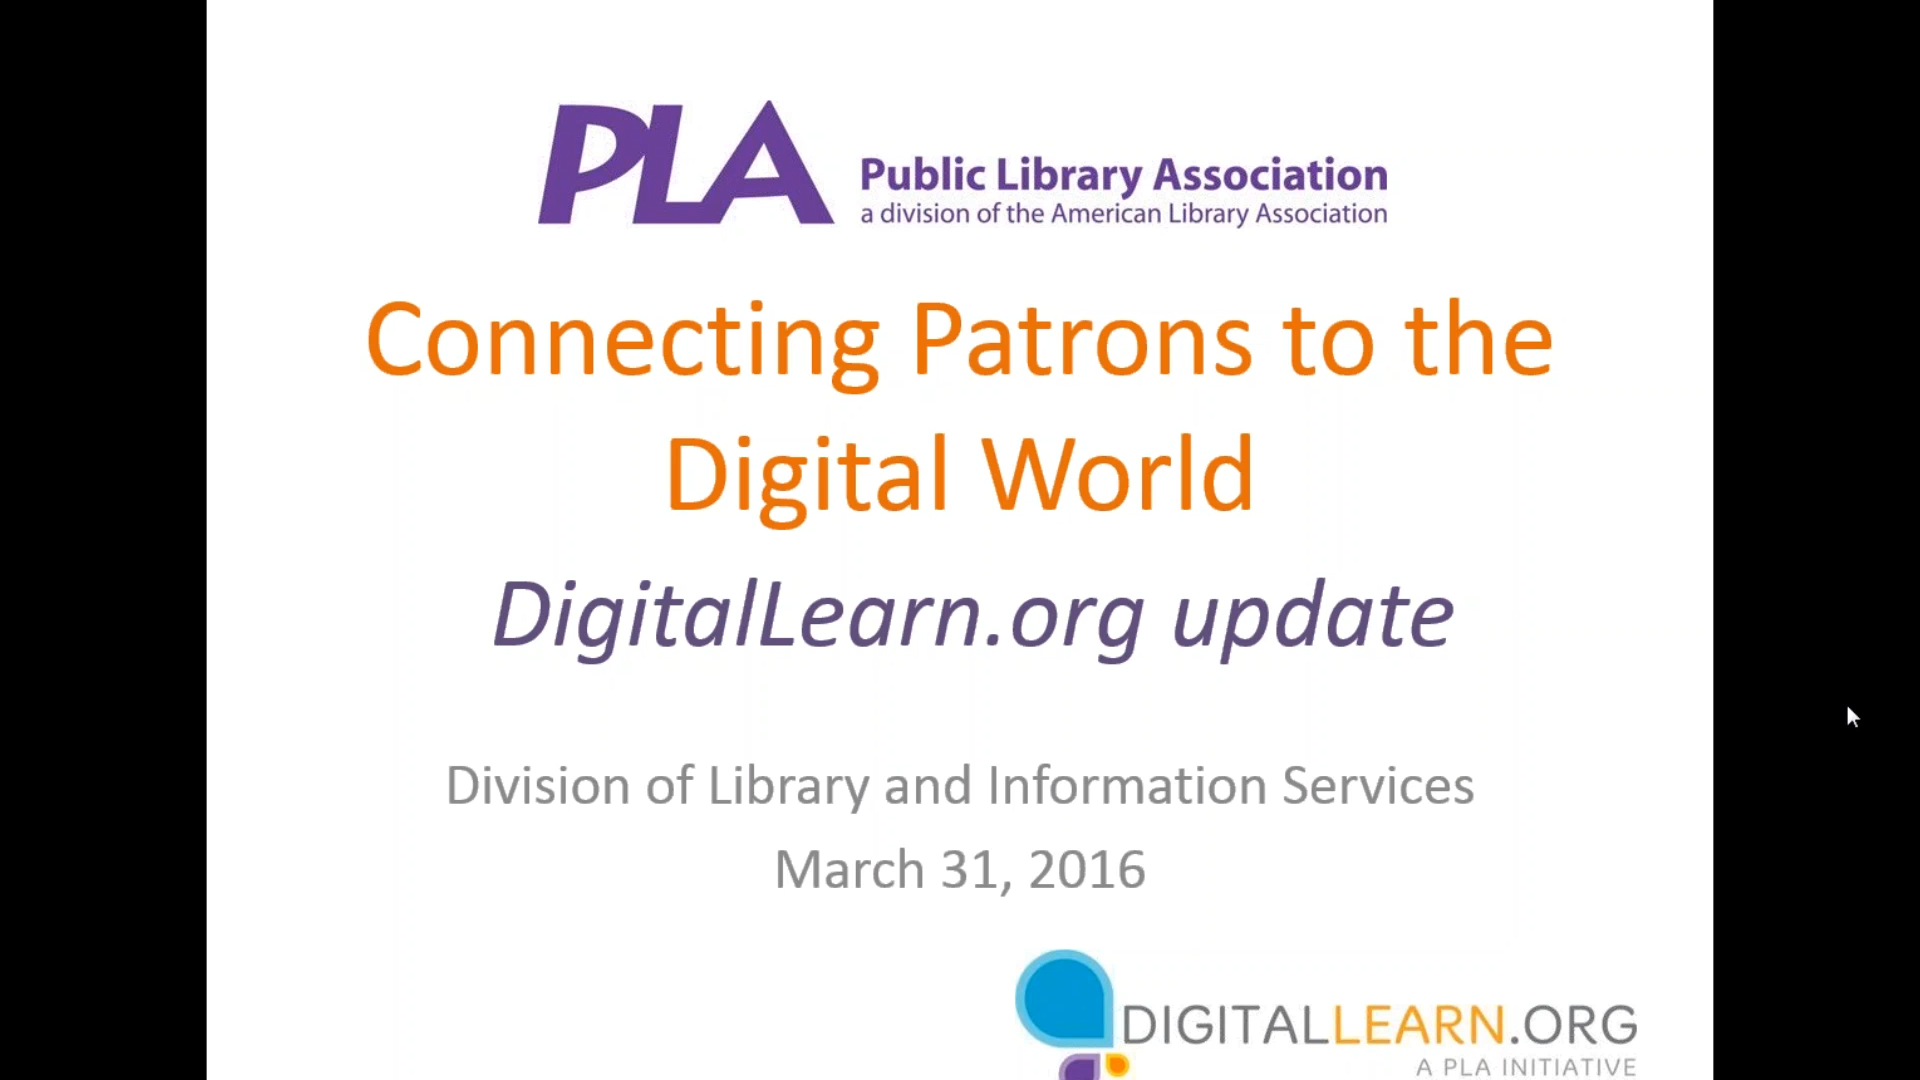 PLA
Public Library Association
a division of the American Library Association
Connecting Patrons to the
Digital World
DigitalLearn.org update
Division of Library and Information Services
March 31, 2016
DIGITALLEARN.ORG
A PLA INITIATIVE